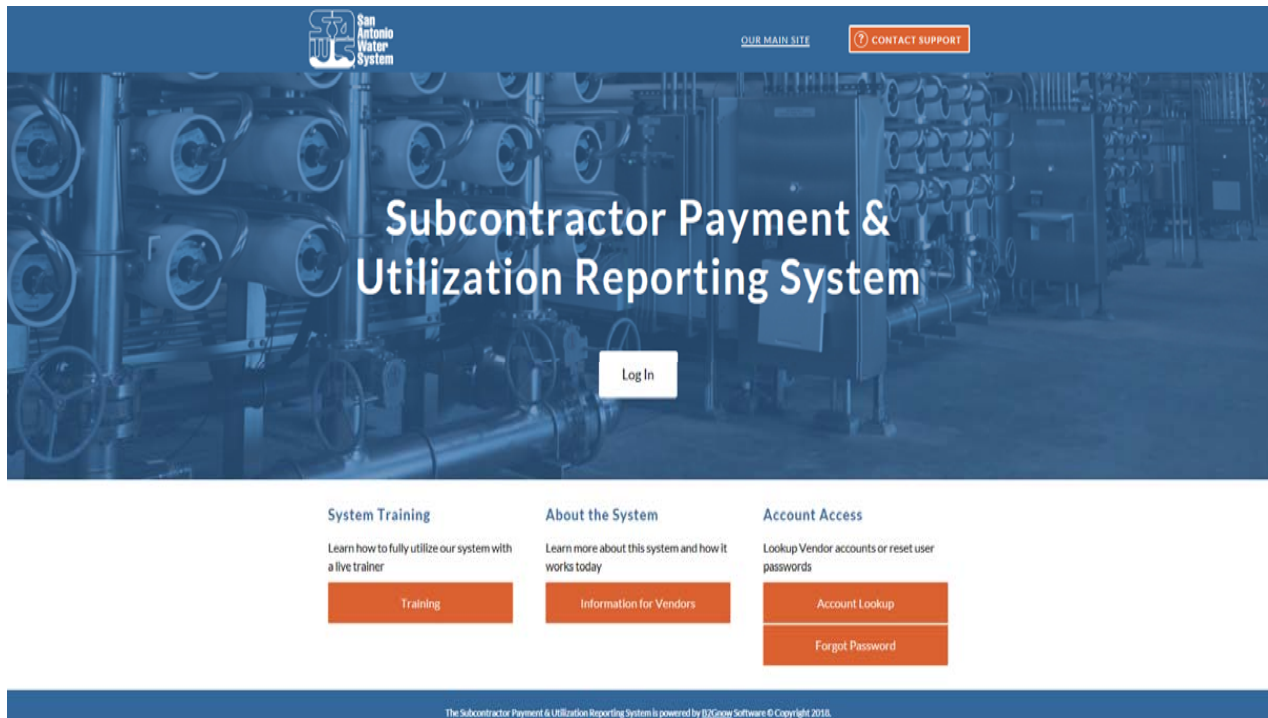 San
Antonio
Water
System
OUR MAIN SITE
? CONTACT SUPPORT
Subcontractor Payment &
Utilization Reporting System
Log In
System Training
Learn how to fully utilize our system with
a live trainer
Training
About the System
Learn more about this system and how it
works today
Information for Vendors
Account Access
Lookup Vendor accounts or reset user
passwords
Account Lookup
Forgot Password
The Subcontractor Payment & Utilization Reporting System is powered by B2Gnow Software © Copyright 2018.